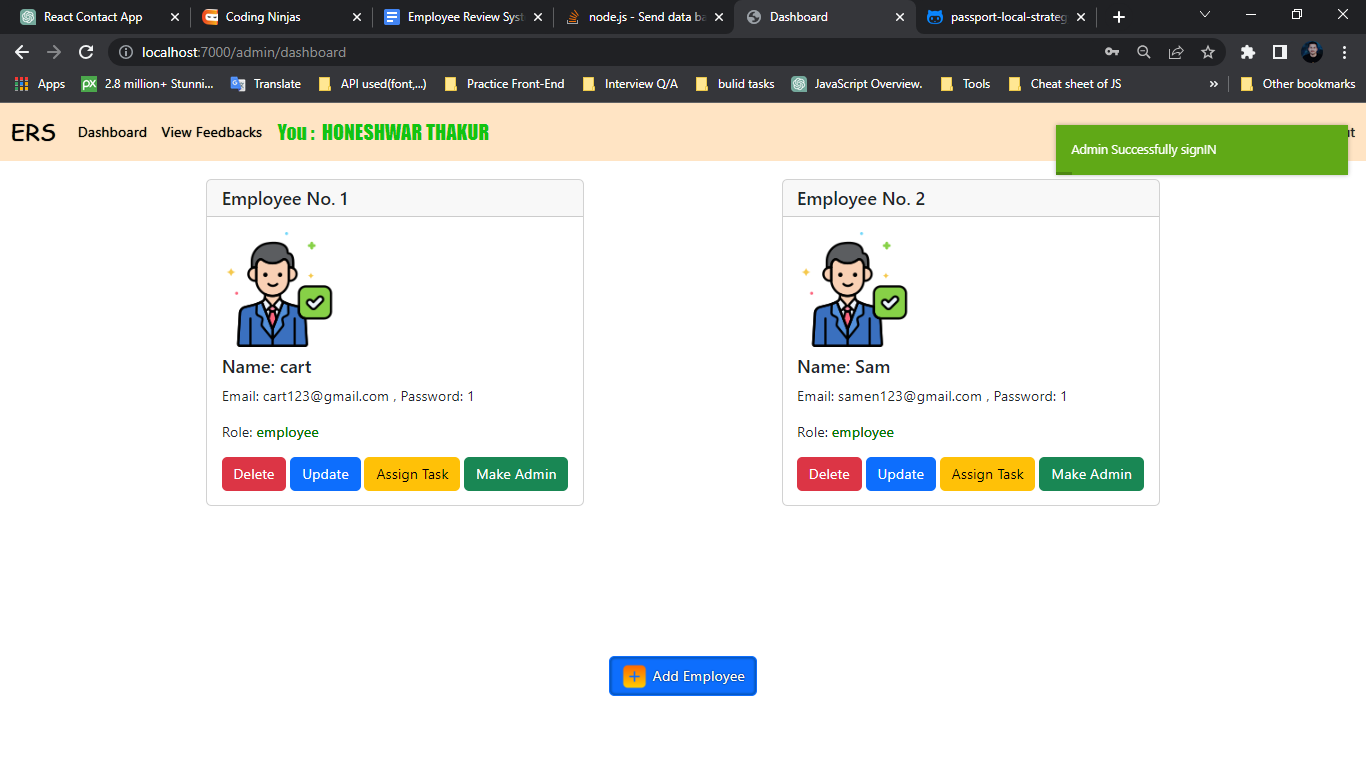 React Contact App
Coding Ninjas
Employee Review Syst
node.js - Send data ba
Dashboard
passport-local-strateg
localhost:7000/admin/dashboard
Apps
px 2.8 million+ Stunni...
Translate
API used(font,...)
Practice Front-End
Interview Q/A
bulid tasks
JavaScript Overview.
Tools
Cheat sheet of JS
»
Other bookmarks
ERS Dashboard View Feedbacks You : HONESHWAR THAKUR
Admin Successfully signIN
Employee No. 1
Name: cart
Email: cart123@gmail.com , Password: 1
Role: employee
Delete Update Assign Task Make Admin
Employee No. 2
Name: Sam
Email: samen123@gmail.com , Password: 1
Role: employee
Delete Update Assign Task Make Admin
+ Add Employee